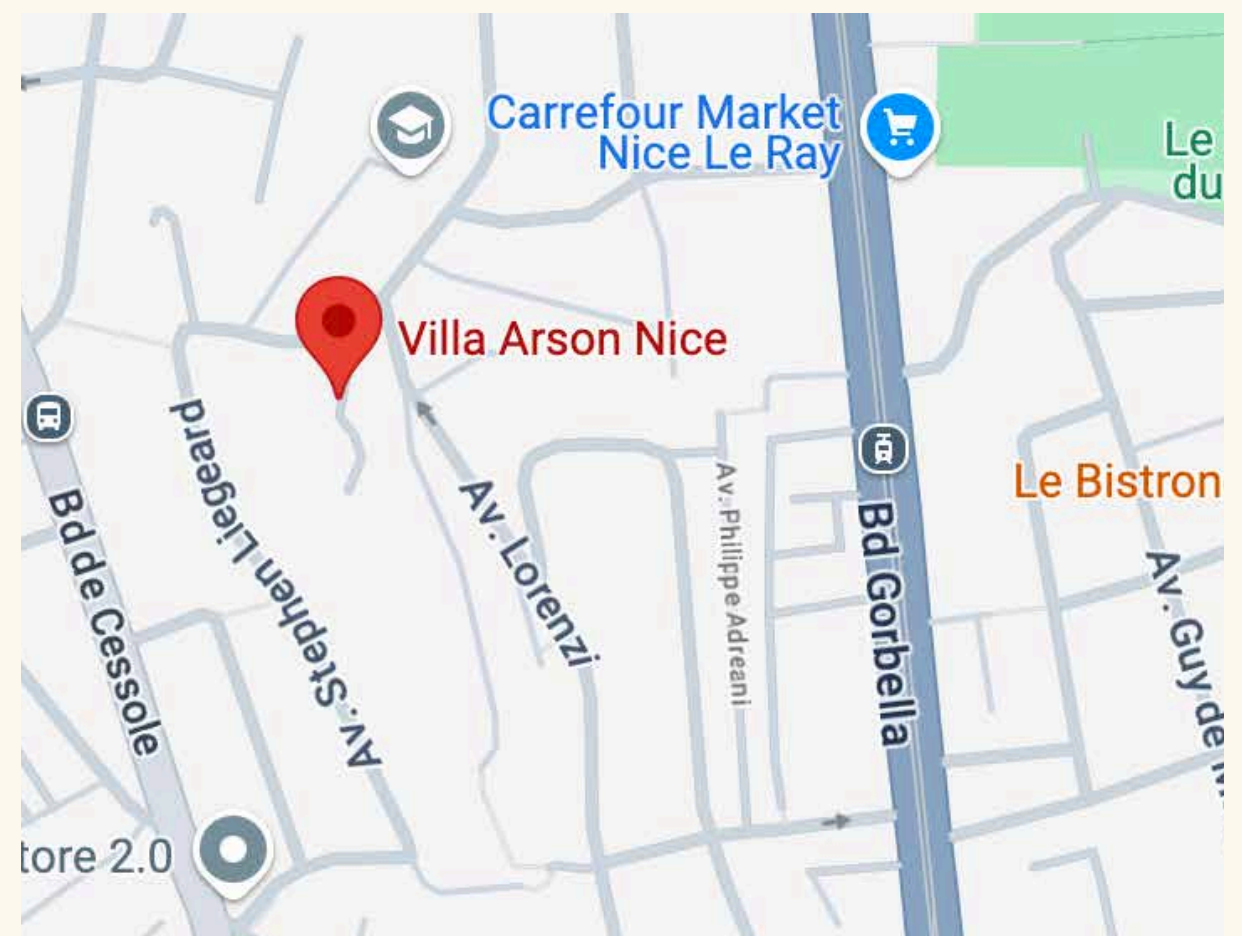 Carrefour Market
Nice Le Ray
Le
du
Villa Arson Nice
Le Bistron
Av. Stephen Liegeard
Av. Lorenzi
Av. Philippe Adreani
Bd de Cessole
Bd Gorbella
Av. Guy de M
tore 2.0